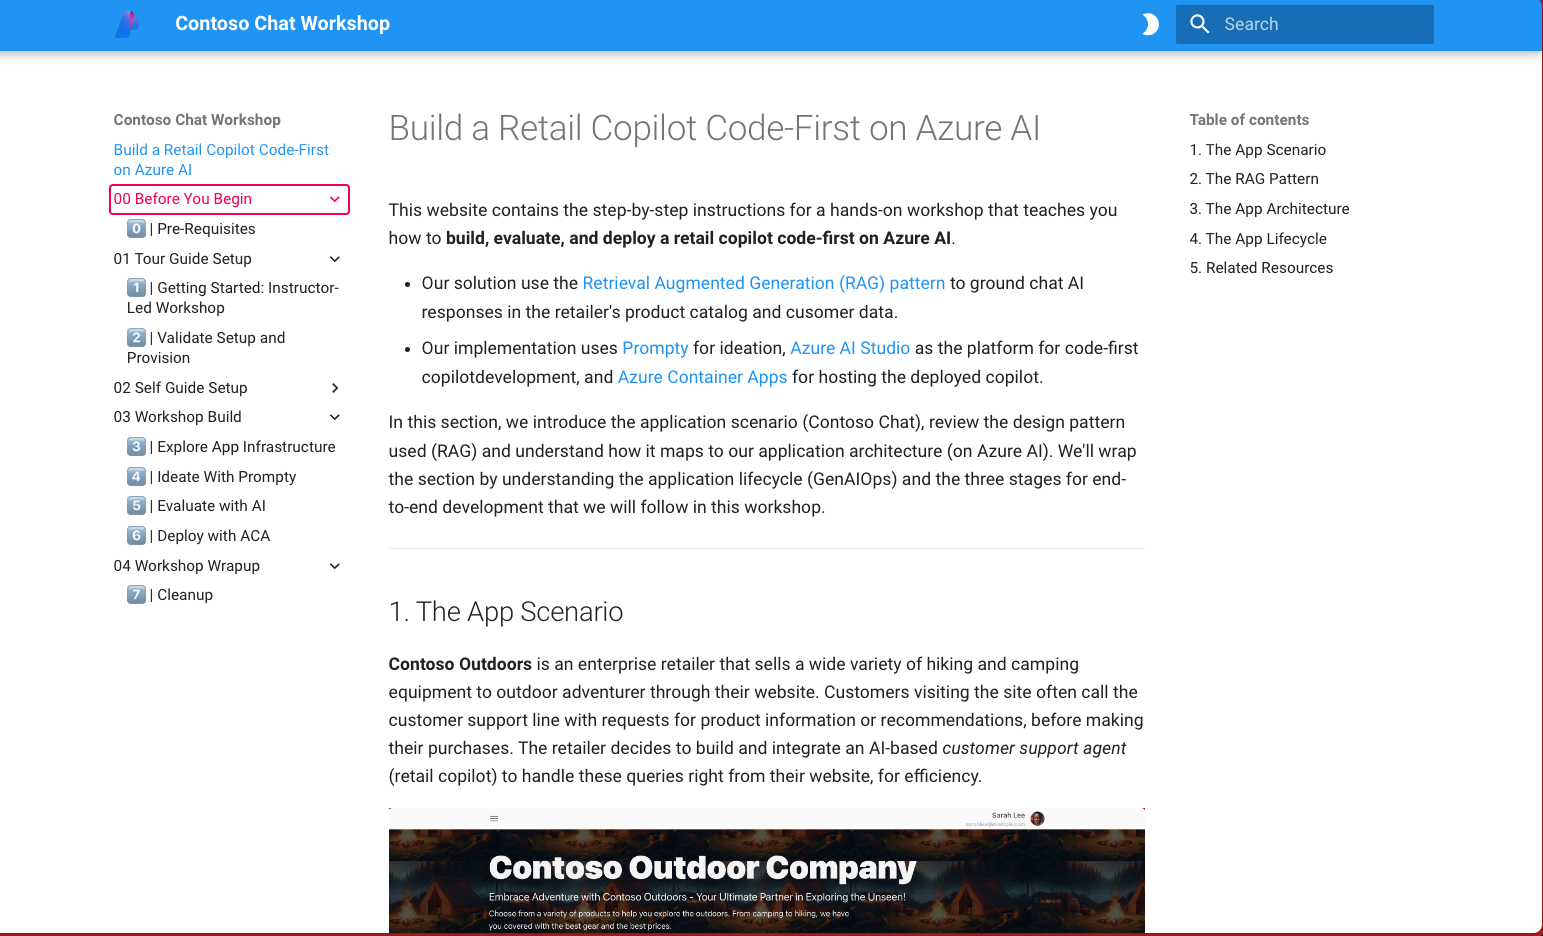 Contoso Chat Workshop
Search
Contoso Chat Workshop
Build a Retail Copilot Code-First
on Azure AI
00 Before You Begin
0 | Pre-Requisites
01 Tour Guide Setup
1 | Getting Started: Instructor-
Led Workshop
2 | Validate Setup and
Provision
02 Self Guide Setup
03 Workshop Build
3 | Explore App Infrastructure
4 | Ideate With Prompty
5 | Evaluate with AI
6 | Deploy with ACA
04 Workshop Wrapup
7 | Cleanup
Build a Retail Copilot Code-First on Azure AI
This website contains the step-by-step instructions for a hands-on workshop that teaches you
how to build, evaluate, and deploy a retail copilot code-first on Azure AI.
• Our solution use the Retrieval Augmented Generation (RAG) pattern to ground chat AI
responses in the retailer's product catalog and cusomer data.
• Our implementation uses Prompty for ideation, Azure AI Studio as the platform for code-first
copilotdevelopment, and Azure Container Apps for hosting the deployed copilot.
In this section, we introduce the application scenario (Contoso Chat), review the design pattern
used (RAG) and understand how it maps to our application architecture (on Azure AI). We'll wrap
the section by understanding the application lifecycle (GenAIOps) and the three stages for end-
to-end development that we will follow in this workshop.
1. The App Scenario
Contoso Outdoors is an enterprise retailer that sells a wide variety of hiking and camping
equipment to outdoor adventurer through their website. Customers visiting the site often call the
customer support line with requests for product information or recommendations, before making
their purchases. The retailer decides to build and integrate an AI-based customer support agent
(retail copilot) to handle these queries right from their website, for efficiency.
Sarah Lee
sarahlee@example.com
Contoso Outdoor Company
Embrace Adventure with Contoso Outdoors - Your Ultimate Partner in Exploring the Unseen!
Choose from a variety of products to help you explore the outdoors. From camping to hiking, we have
you covered with the best gear and the best prices.
Table of contents
1. The App Scenario
2. The RAG Pattern
3. The App Architecture
4. The App Lifecycle
5. Related Resources